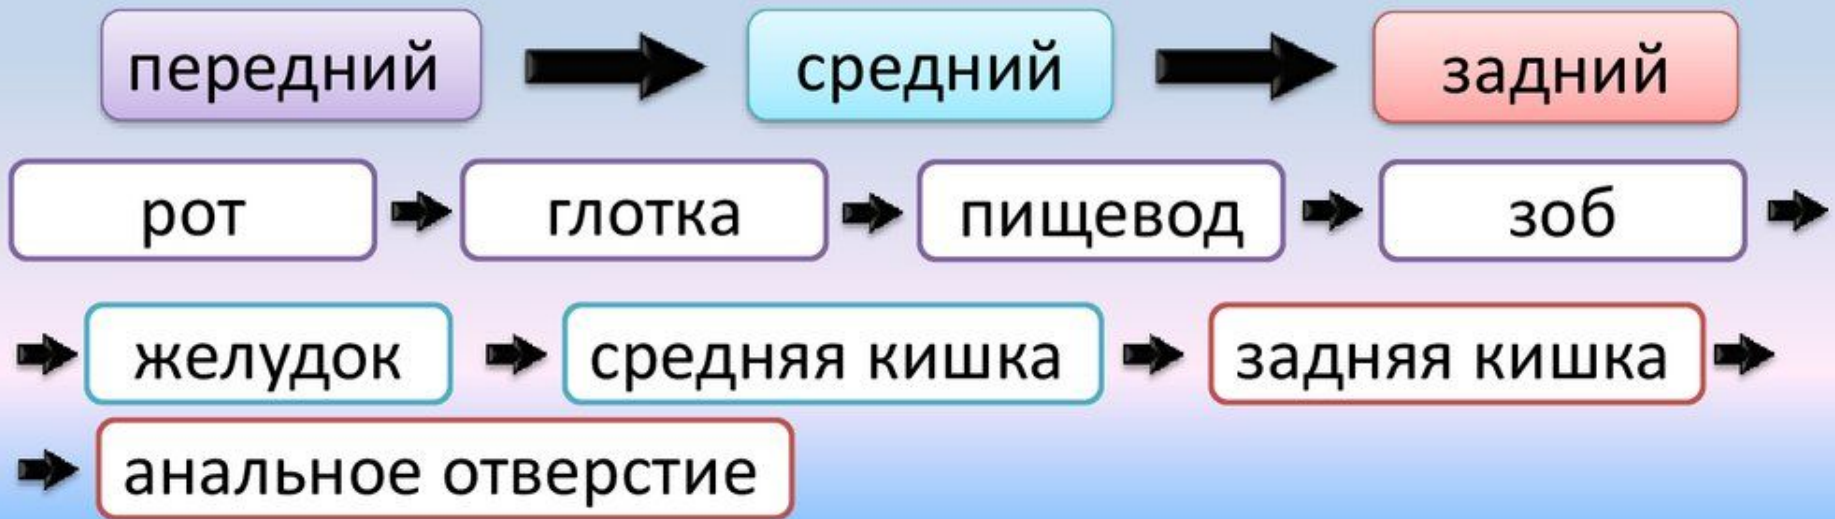 передний средний задний
рот глотка пищевод зоб
желудок средняя кишка задняя кишка
анальное отверстие